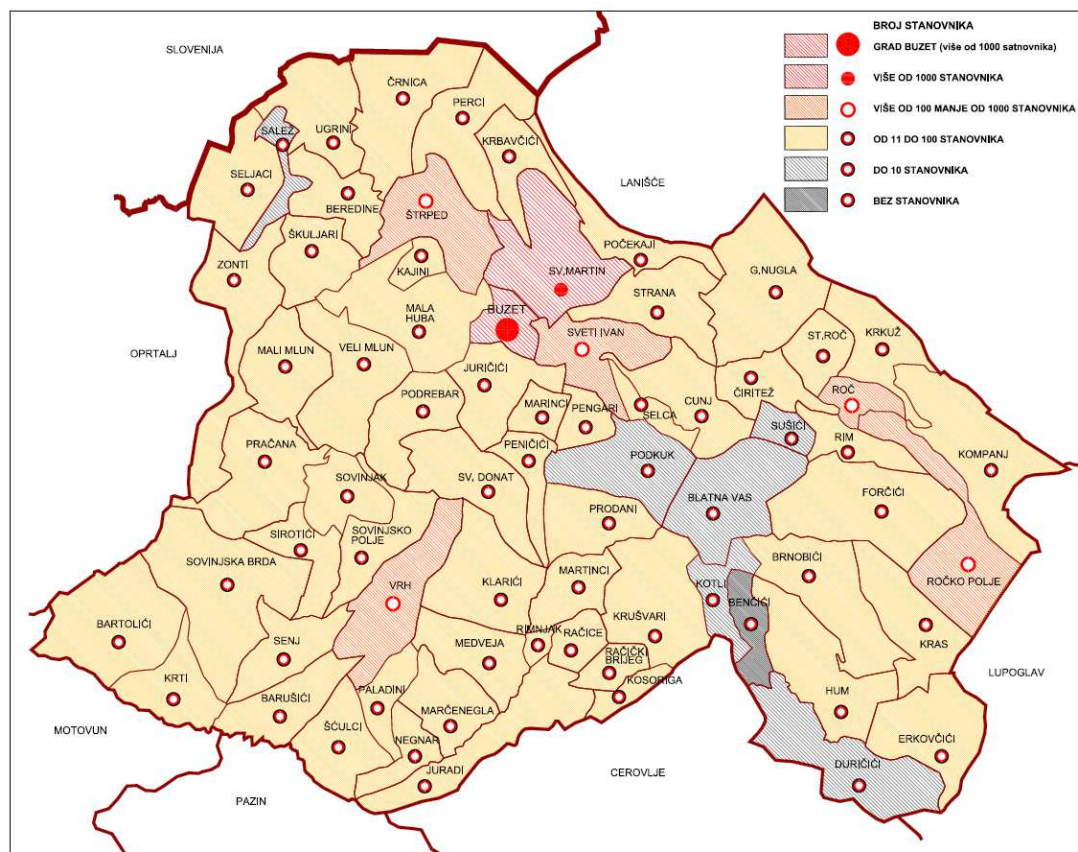 SLOVENIJA
BROJ STANOVNIKA
GRAD BUZET (više od 1000 satnovnika)
VIŠE OD 1000 STANOVNIKA
VIŠE OD 100 MANJE OD 1000 STANOVNIKA
OD 11 DO 100 STANOVNIKA
DO 10 STANOVNIKA
BEZ STANOVNIKA
ČRNICA
PERCI
SALEŽ
UGRINI
KRBAVČIĆI
SELJACI
BEREDINE
ŠTRPED
LANIŠĆE
ŠKULJARI
ZONTI
KAJINI
POČEKAJI
SV.MARTIN
G.NUGLA
STRANA
MALA
HUBA
BUZET
SVETI IVAN
ST.ROČ
KRKUŽ
OPRTALJ
MALI MLUN
VELI MLUN
JURIČIĆI
ČIRITEŽ
ROČ
PODREBAR
MARINCI
PENGARI
SELCA
CUNJ
SUŠIĆI
RIM
PRAČANA
PENIČIĆI
PODKUK
KOMPANJ
SOVINJAK
SV. DONAT
BLATNA VAS
FORČIĆI
PRODANI
SIROTIĆI
SOVINJSKO
POLJE
SOVINJSKA BRDA
VRH
KLARIĆI
MARTINCI
KOTLI
BRNOBIĆI
ROČKO POLJE
BENČIĆI
BARTOLIĆI
SENJ
MEDVEJA
RIMNJAK
RAČICE
KRUŠVARI
KRAS
RAČIČKI
BRIJEG
LUPOGLAV
KRTI
BARUŠIĆI
PALADINI
KOSORIGA
HUM
MOTOVUN
ŠĆULCI
MARČENEGLA
NEGNAR
ERKOVČIĆI
JURADI
CEROVLJE
DURIČIĆI
PAZIN